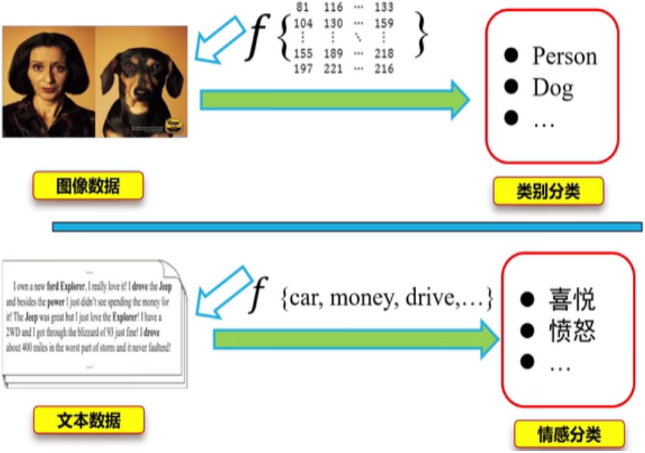 f { 81 116 … 133
104 130 … 159
⋮ ⋮ ⋱ ⋮
155 189 … 218
197 221 … 216 }
● Person
● Dog
● …
图像数据
类别分类
....
I own a new ford Explorer, I really love it! I drove the Jeep
and besides the power I just didn't see spending the money for
it! The Jeep was great but I just love the Explorer! I have a
2WD and I got through the blizzard of 93 just fine! I drove
about 400 miles in the worst part of storm and it never faulterd!
....
f {car, money, drive,…}
● 喜悦
● 愤怒
● …
文本数据
情感分类